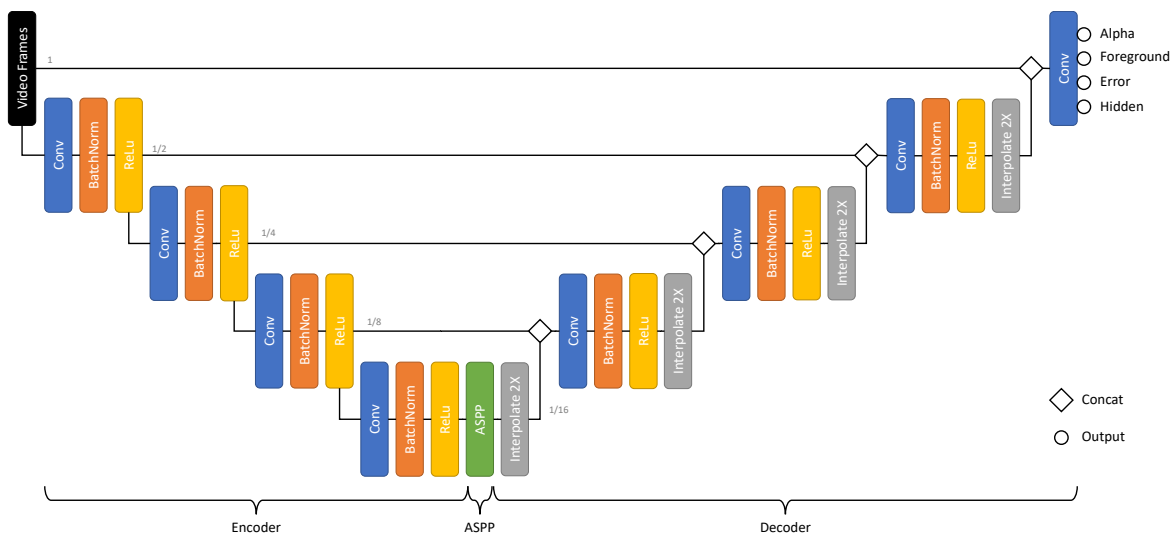 Video Frames
1
Conv
BatchNorm
ReLu
1/2
Conv
BatchNorm
ReLu
1/4
Conv
BatchNorm
ReLu
1/8
Conv
BatchNorm
ReLu
ASPP
Interpolate 2X
1/16
Conv
BatchNorm
ReLu
Interpolate 2X
Conv
BatchNorm
ReLu
Interpolate 2X
Conv
BatchNorm
ReLu
Interpolate 2X
Conv
Alpha
Foreground
Error
Hidden
Concat
Output
Encoder
ASPP
Decoder